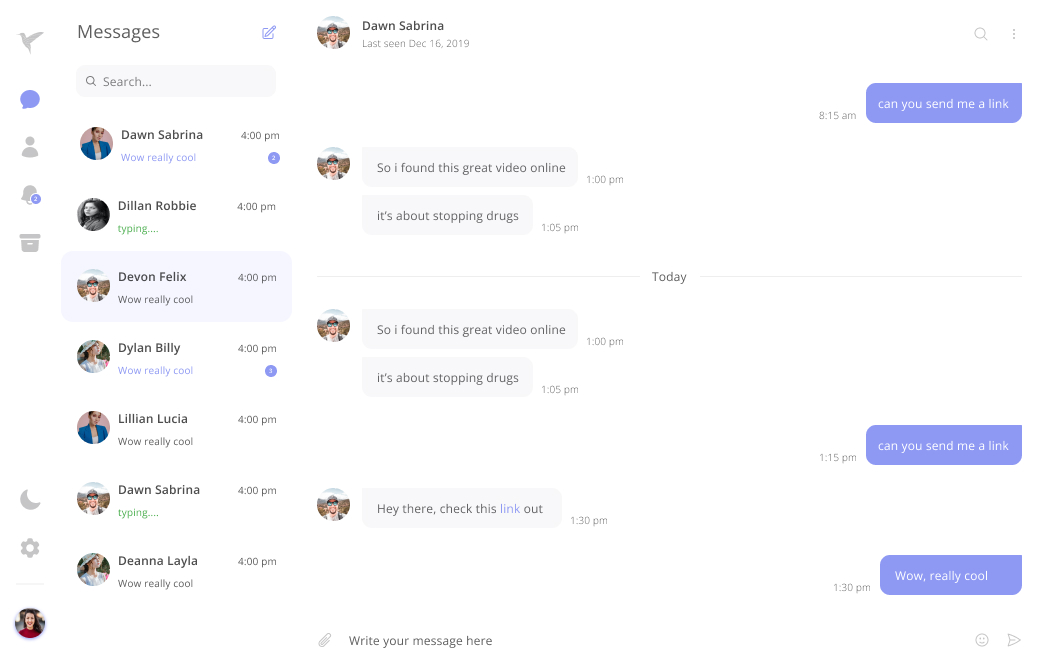 Messages
Search...
2
Dawn Sabrina 4:00 pm
Wow really cool 2
Dillan Robbie 4:00 pm
typing....
Devon Felix 4:00 pm
Wow really cool
Dylan Billy 4:00 pm
Wow really cool
Lillian Lucia 4:00 pm
Wow really cool
Dawn Sabrina 4:00 pm
typing....
Deanna Layla 4:00 pm
Wow really cool
Dawn Sabrina
Last seen Dec 16, 2019
can you send me a link
8:15 am
So i found this great video online
1:00 pm
it's about stopping drugs
1:05 pm
Today
So i found this great video online
1:00 pm
it's about stopping drugs
1:05 pm
can you send me a link
1:15 pm
Hey there, check this link out
1:30 pm
Wow, really cool
1:30 pm
Write your message here